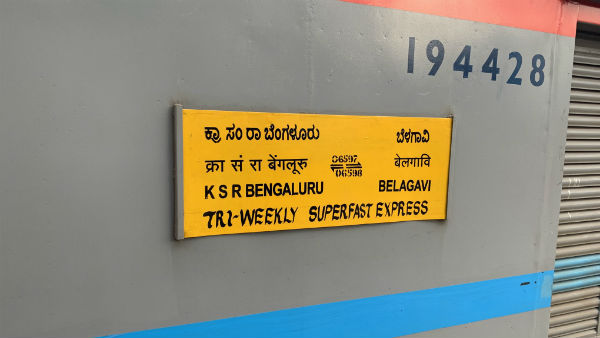 194428
ಕ್ರಾ ಸಂ ರಾ ಬೆಂಗಳೂರು ಬೆಳಗಾವಿ
क्रा सं रा बेंगलूरु 06597 बेलगावि
06598
K S R BENGALURU BELAGAVI
TRI-WEEKLY SUPERFAST EXPRESS